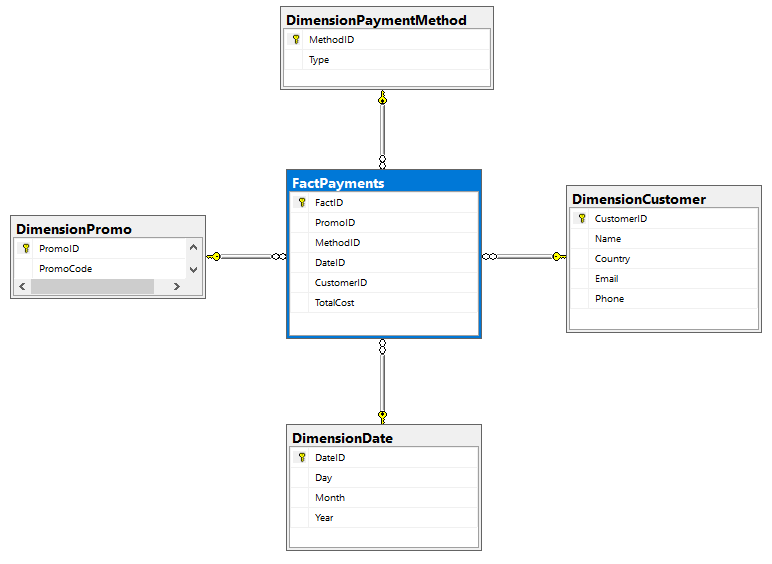 DimensionPaymentMethod
MethodID
Type
FactPayments
FactID
PromoID
MethodID
DateID
CustomerID
TotalCost
DimensionCustomer
CustomerID
Name
Country
Email
Phone
DimensionPromo
PromoID
PromoCode
DimensionDate
DateID
Day
Month
Year